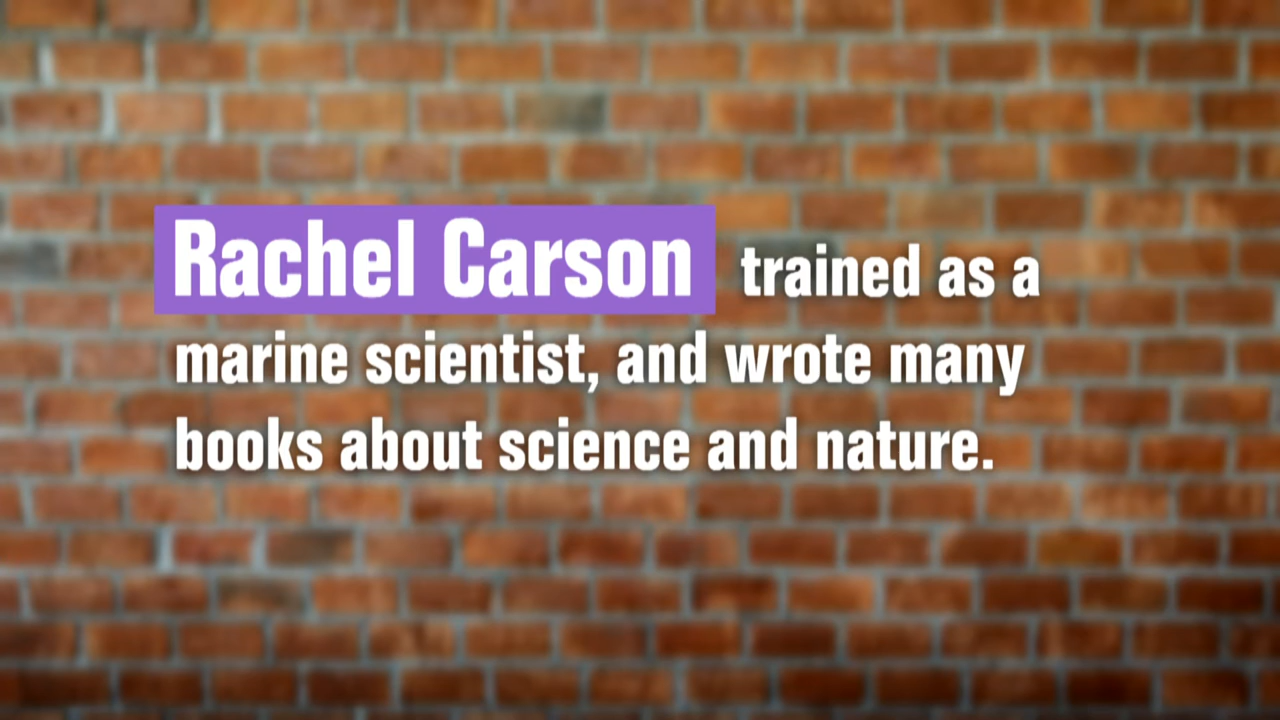 Rachel Carson trained as a
marine scientist, and wrote many
books about science and nature.